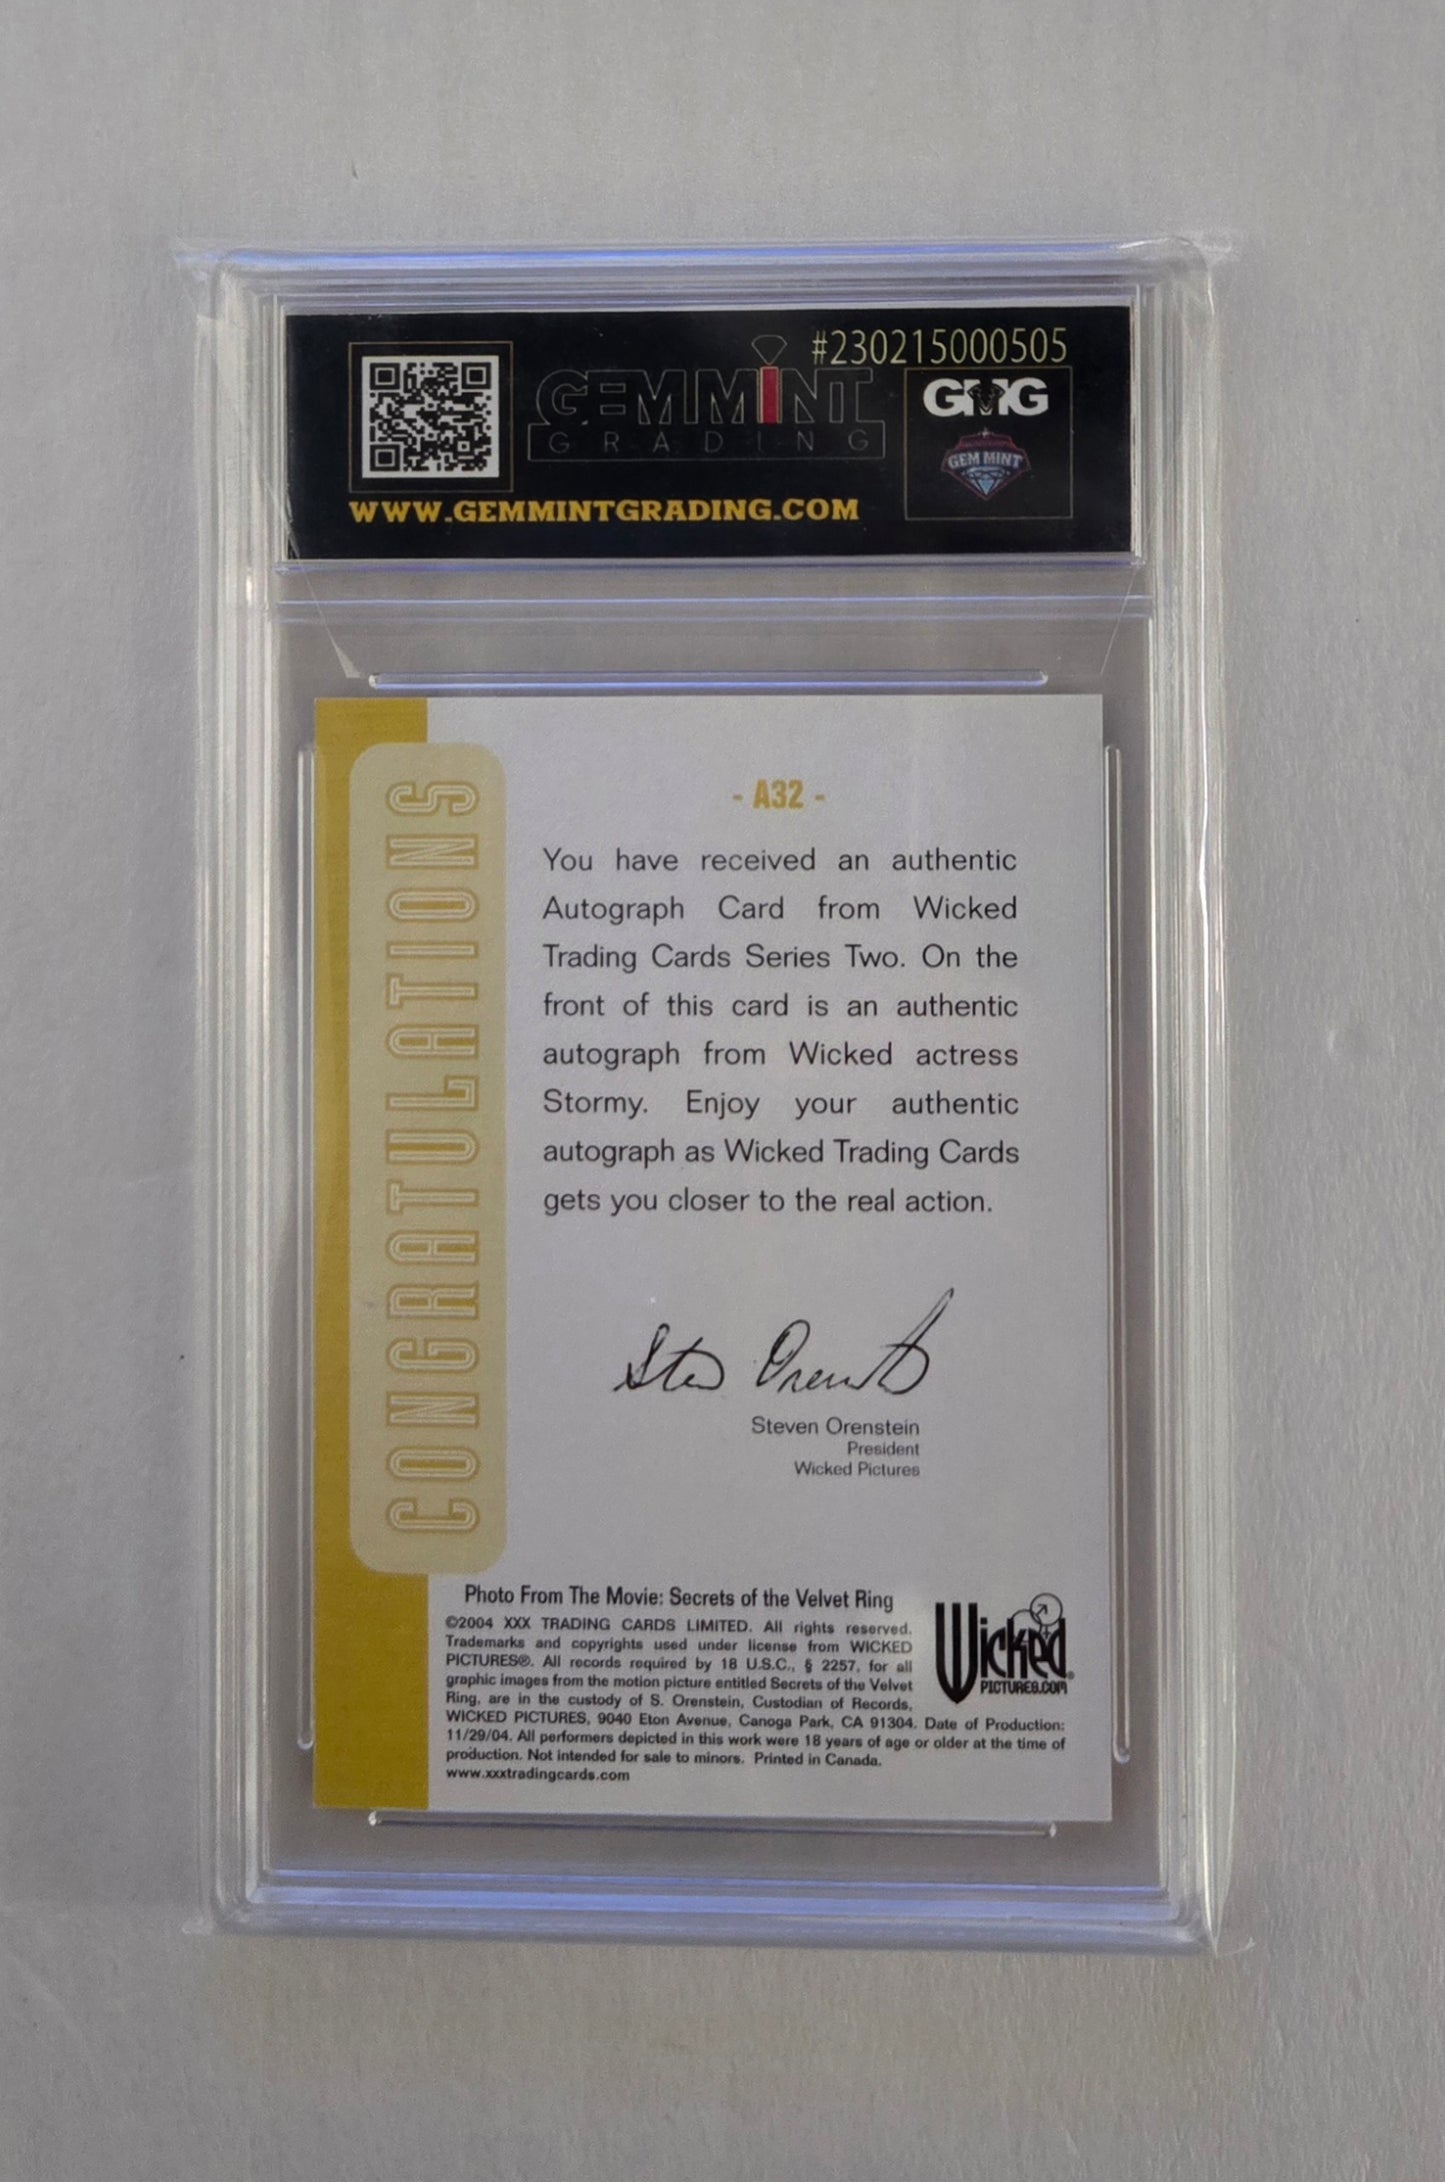 #230215000505
GEMMINT
GRADING
GMG
GEM MINT
WWW.GEMMINTGRADING.COM
CONGRATULATIONS
- A32 -
You have received an authentic
Autograph Card from Wicked
Trading Cards Series Two. On the
front of this card is an authentic
autograph from Wicked actress
Stormy. Enjoy your authentic
autograph as Wicked Trading Cards
gets you closer to the real action.
Steven Orenstein
President
Wicked Pictures
Photo From The Movie: Secrets of the Velvet Ring
©2004 XXX TRADING CARDS LIMITED. All rights reserved.
Trademarks and copyrights used under license from WICKED
PICTURES®. All records required by 18 U.S.C., § 2257, for all
graphic images from the motion picture entitled Secrets of the Velvet
Ring, are in the custody of S. Orenstein, Custodian of Records,
WICKED PICTURES, 9040 Eton Avenue, Canoga Park, CA 91304. Date of Production:
11/29/04. All performers depicted in this work were 18 years of age or older at the time of
production. Not intended for sale to minors. Printed in Canada.
www.xxxtradingcards.com
Wicked®
PICTURES.COM